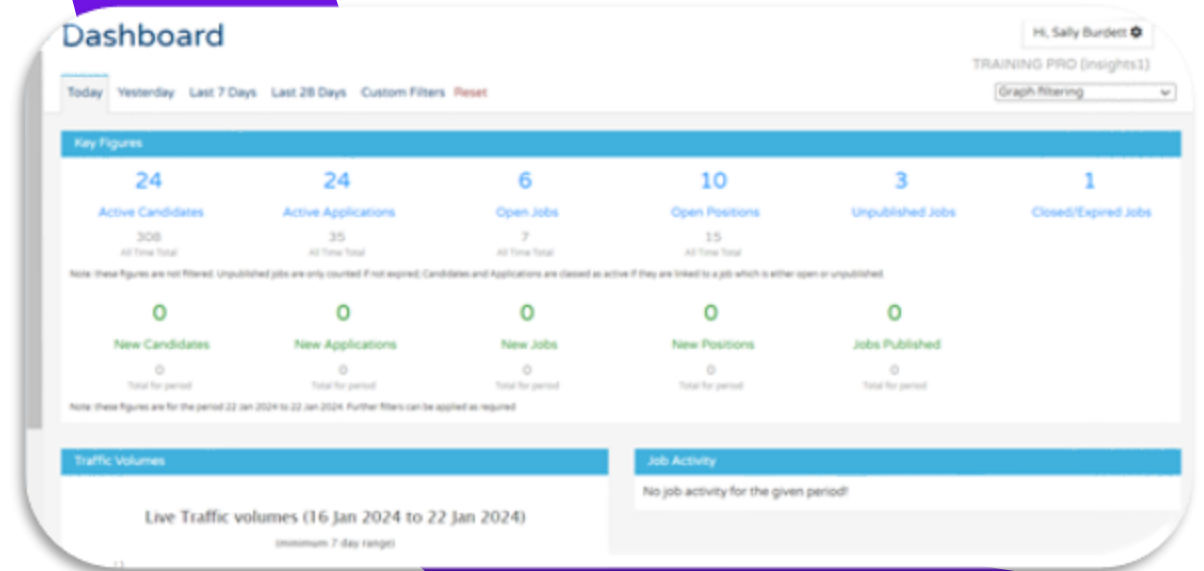 Dashboard
Hi, Sally Burdett
TRAINING PRO (insights1)
Today Yesterday Last 7 Days Last 28 Days Custom Filters Reset
Graph filtering
Key Figures
24 24 6 10 3 1
Active Candidates Active Applications Open Jobs Open Positions Unpublished Jobs Closed/Expired Jobs
308 35 7 15
All Time Total All Time Total All Time Total All Time Total
Note: these figures are not filtered. Unpublished jobs are only counted if not expired; Candidates and Applications are classed as active if they are linked to a job which is either open or unpublished.
0 0 0 0 0
New Candidates New Applications New Jobs New Positions Jobs Published
0 0 0 0 0
Total for period Total for period Total for period Total for period Total for period
Note: these figures are for the period 22 Jan 2024 to 22 Jan 2024. Further filters can be applied as required
Traffic Volumes
Job Activity
No job activity for the given period!
Live Traffic volumes (16 Jan 2024 to 22 Jan 2024)
(minimum 7 day range)